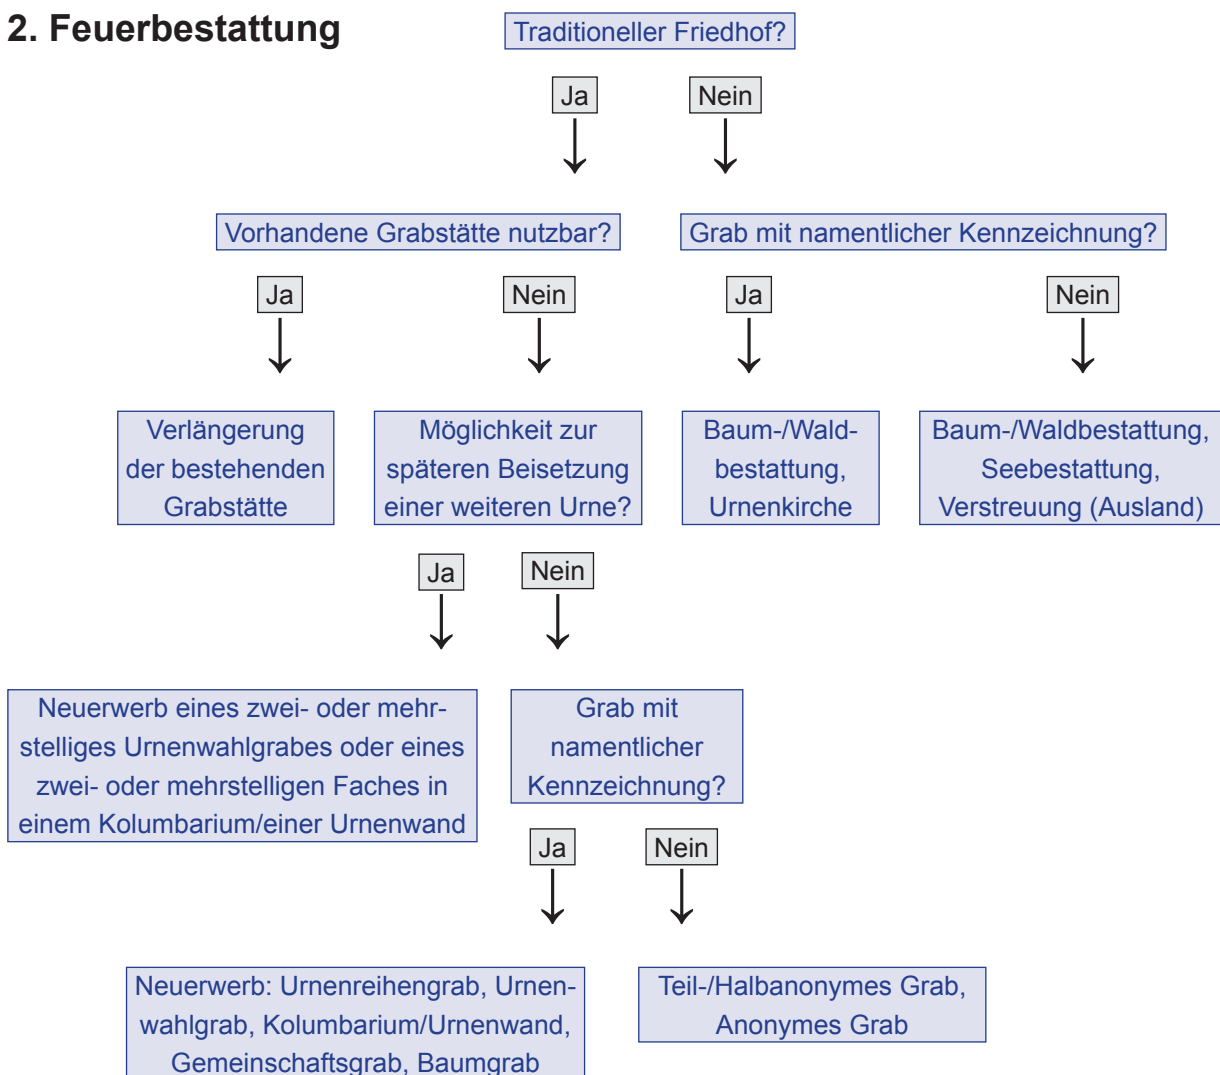 2. Feuerbestattung
Traditioneller Friedhof?
Ja
Nein
Vorhandene Grabstätte nutzbar?
Grab mit namentlicher Kennzeichnung?
Ja
Nein
Ja
Nein
Verlängerung
der bestehenden
Grabstätte
Möglichkeit zur
späteren Beisetzung
einer weiteren Urne?
Baum-/Wald-
bestattung,
Urnenkirche
Baum-/Waldbestattung,
Seebestattung,
Verstreuung (Ausland)
Ja
Nein
Neuerwerb eines zwei- oder mehr-
stelliges Urnenwahlgrabes oder eines
zwei- oder mehrstelligen Faches in
einem Kolumbarium/einer Urnenwand
Grab mit
namentlicher
Kennzeichnung?
Ja
Nein
Neuerwerb: Urnenreihengrab, Urnen-
wahlgrab, Kolumbarium/Urnenwand,
Gemeinschaftsgrab, Baumgrab
Teil-/Halbanonymes Grab,
Anonymes Grab